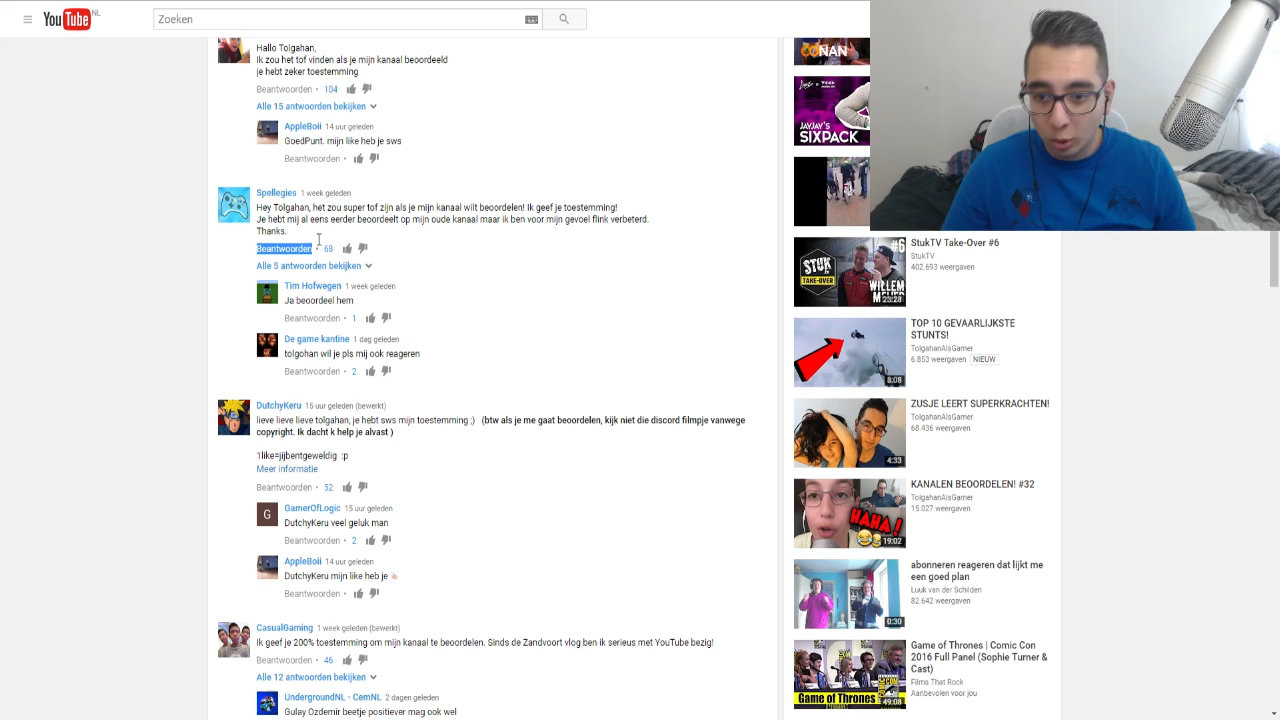 YouTube NL
Zoeken
Hallo Tolgahan,
Ik zou het tof vinden als je mijn kanaal beoordeeld
je hebt zeker toestemming
Beantwoorden • 104
Alle 15 antwoorden bekijken
AppleBoii 14 uur geleden
GoedPunt. mijn like heb je sws
Beantwoorden •
Spellegies 1 week geleden
Hey Tolgahan, het zou super tof zijn als je mijn kanaal wilt beoordelen! Ik geef je toestemming!
Je hebt mij al eens eerder beoordeelt op mijn oude kanaal maar ik ben voor mijn gevoel flink verbeterd.
Thanks.
Beantwoorden • 68
Alle 5 antwoorden bekijken
Tim Hofwegen 1 week geleden
Ja beoordeel hem
Beantwoorden • 1
De game kantine 1 dag geleden
tolgohan wil je pls mij ook reageren
Beantwoorden • 2
DutchyKeru 15 uur geleden (bewerkt)
lieve lieve lieve tolgahan, je hebt sws mijn toestemming ;) (btw als je me gaat beoordelen, kijk niet die discord filmpje vanwege
copyright. Ik dacht k help je alvast )
1like=jijbentgeweldig :p
Meer informatie
Beantwoorden • 52
G
GamerOfLogic 15 uur geleden
DutchyKeru veel geluk man
Beantwoorden • 2
AppleBoii 14 uur geleden
DutchyKeru mijn like heb je
Beantwoorden •
CasualGaming 1 week geleden (bewerkt)
Ik geef je 200% toestemming om mijn kanaal te beoordelen. Sinds de Zandvoort vlog ben ik serieus met YouTube bezig!
Beantwoorden • 46
Alle 12 antwoorden bekijken
UndergroundNL - CemNL 2 dagen geleden
Gulay Ozdemir beetje positiever mag ook wel
CONAN
JAYJAY'S
SIXPACK
STUK
TAKE-OVER
#6
WILLEM
23:28
StukTV Take-Over #6
StukTV
402.693 weergaven
8:08
TOP 10 GEVAARLIJKSTE
STUNTS!
TolgahanAlsGamer
6.853 weergaven NIEUW
4:33
ZUSJE LEERT SUPERKRACHTEN!
TolgahanAlsGamer
68.436 weergaven
HAHA!
19:02
KANALEN BEOORDELEN! #32
TolgahanAlsGamer
15.027 weergaven
0:30
abonneren reageren dat lijkt me
een goed plan
Luuk van der Schilden
82.642 weergaven
Game of Thrones
49:08
Game of Thrones | Comic Con
2016 Full Panel (Sophie Turner &
Cast)
Films That Rock
Aanbevolen voor jou